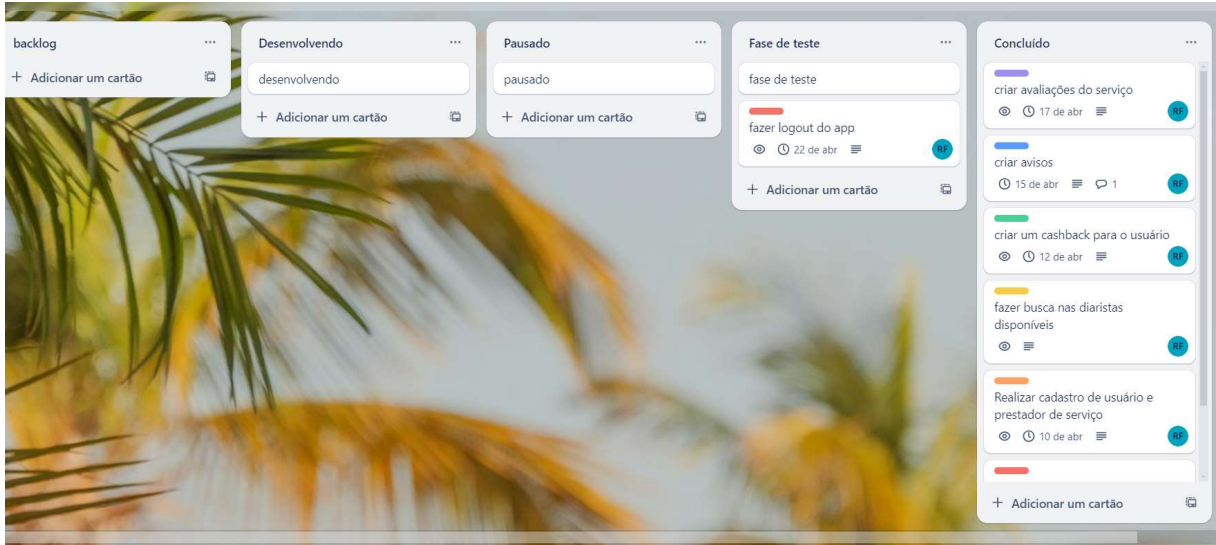 backlog
+ Adicionar um cartão
Desenvolvendo
desenvolvendo
+ Adicionar um cartão
Pausado
pausado
+ Adicionar um cartão
Fase de teste
fase de teste
fazer logout do app
22 de abr
RF
+ Adicionar um cartão
Concluído
criar avaliações do serviço
17 de abr
RF
criar avisos
15 de abr 1
RF
criar um cashback para o usuário
12 de abr
RF
fazer busca nas diaristas
disponíveis
RF
Realizar cadastro de usuário e
prestador de serviço
10 de abr
RF
+ Adicionar um cartão